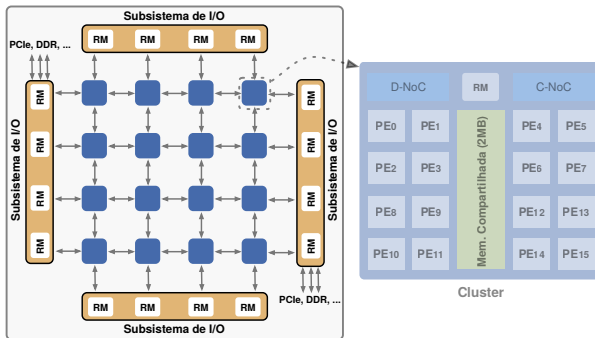 Subsistema de I/O
RM RM RM RM
PCIe, DDR, ...
Subsistema de I/O
RM
RM
RM
RM
RM
RM
RM
RM
Subsistema de I/O
PCIe, DDR, ...
RM RM RM RM
Subsistema de I/O
D-NoC RM C-NoC
PE0 PE1 PE4 PE5
PE2 PE3 PE6 PE7
PE8 PE9 PE12 PE13
PE10 PE11 PE14 PE15
Mem. Compartilhada (2MB)
Cluster